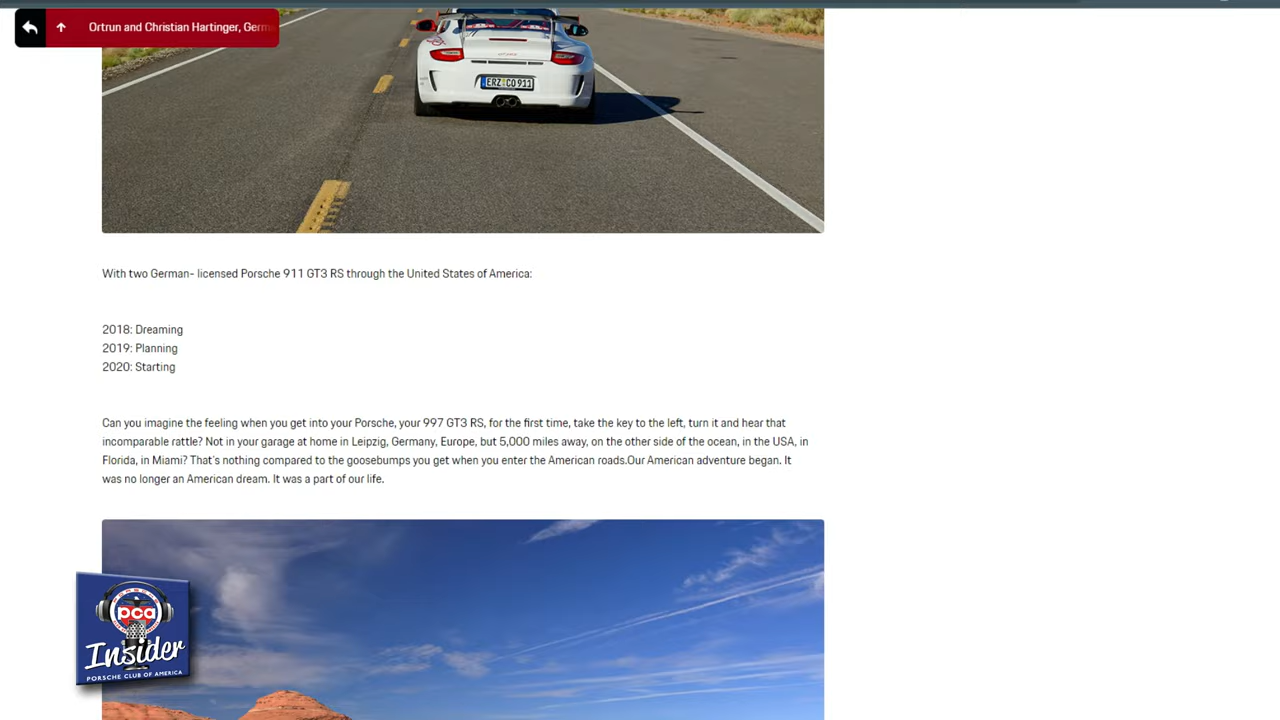 Ortrun and Christian Hartinger, Germ
ERZ CO 911
With two German- licensed Porsche 911 GT3 RS through the United States of America:
2018: Dreaming
2019: Planning
2020: Starting
Can you imagine the feeling when you get into your Porsche, your 997 GT3 RS, for the first time, take the key to the left, turn it and hear that
incomparable rattle? Not in your garage at home in Leipzig, Germany, Europe, but 5,000 miles away, on the other side of the ocean, in the USA, in
Florida, in Miami? That's nothing compared to the goosebumps you get when you enter the American roads.Our American adventure began. It
was no longer an American dream. It was a part of our life.
pca
Insider
PORSCHE CLUB OF AMERICA